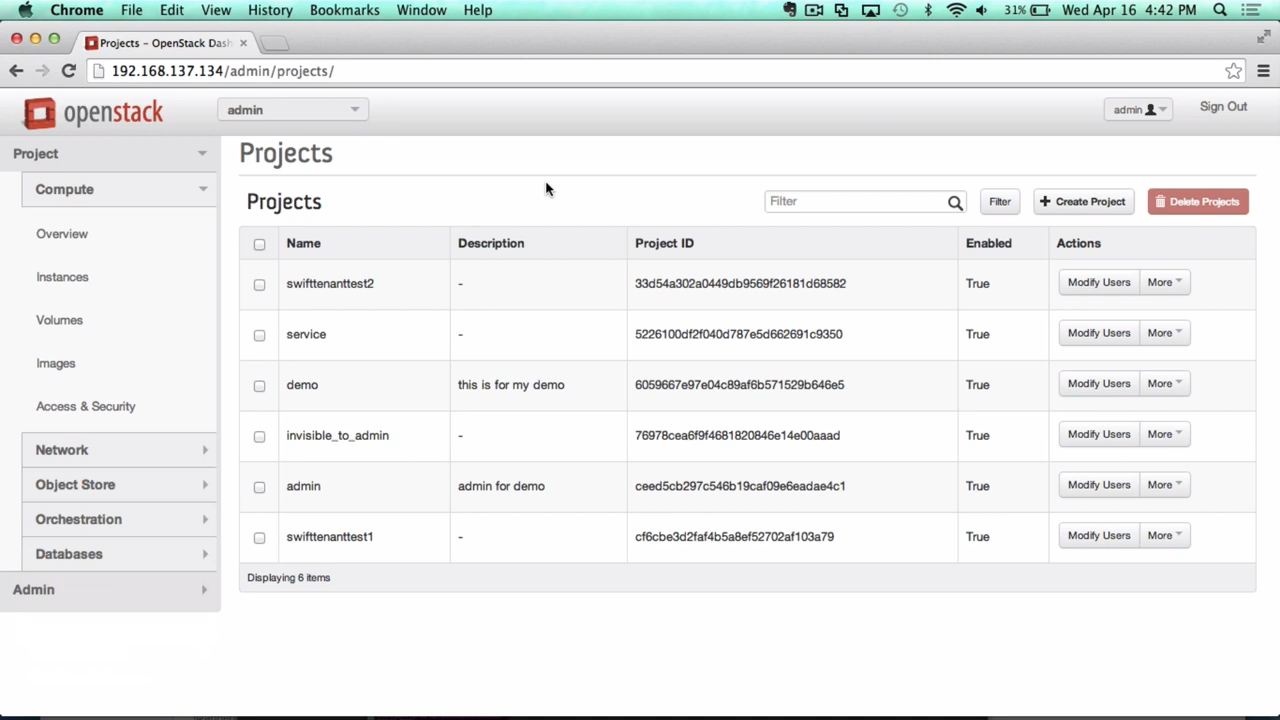 Chrome File Edit View History Bookmarks Window Help 31% Wed Apr 16 4:42 PM
Projects – OpenStack Dash
192.168.137.134/admin/projects/
openstack admin admin Sign Out
Project
Compute
Overview
Instances
Volumes
Images
Access & Security
Network
Object Store
Orchestration
Databases
Admin
Projects
Projects Filter Filter + Create Project Delete Projects
Name Description Project ID Enabled Actions
swifttenanttest2 - 33d54a302a0449db9569f26181d68582 True Modify Users More
service - 5226100df2f040d787e5d662691c9350 True Modify Users More
demo this is for my demo 6059667e97e04c89af6b571529b646e5 True Modify Users More
invisible_to_admin - 76978cea6f9f4681820846e14e00aaad True Modify Users More
admin admin for demo ceed5cb297c546b19caf09e6eadae4c1 True Modify Users More
swifttenanttest1 - cf6cbe3d2faf4b5a8ef52702af103a79 True Modify Users More
Displaying 6 items